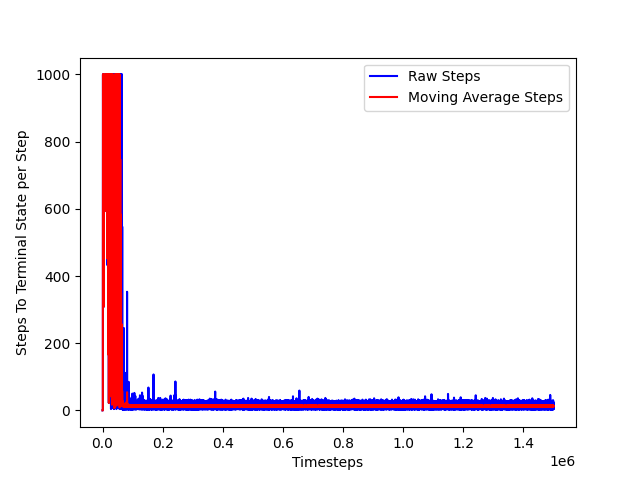 Raw Steps
Moving Average Steps
Steps To Terminal State per Step
1000
800
600
400
200
0
0.0 0.2 0.4 0.6 0.8 1.0 1.2 1.4
1e6
Timesteps